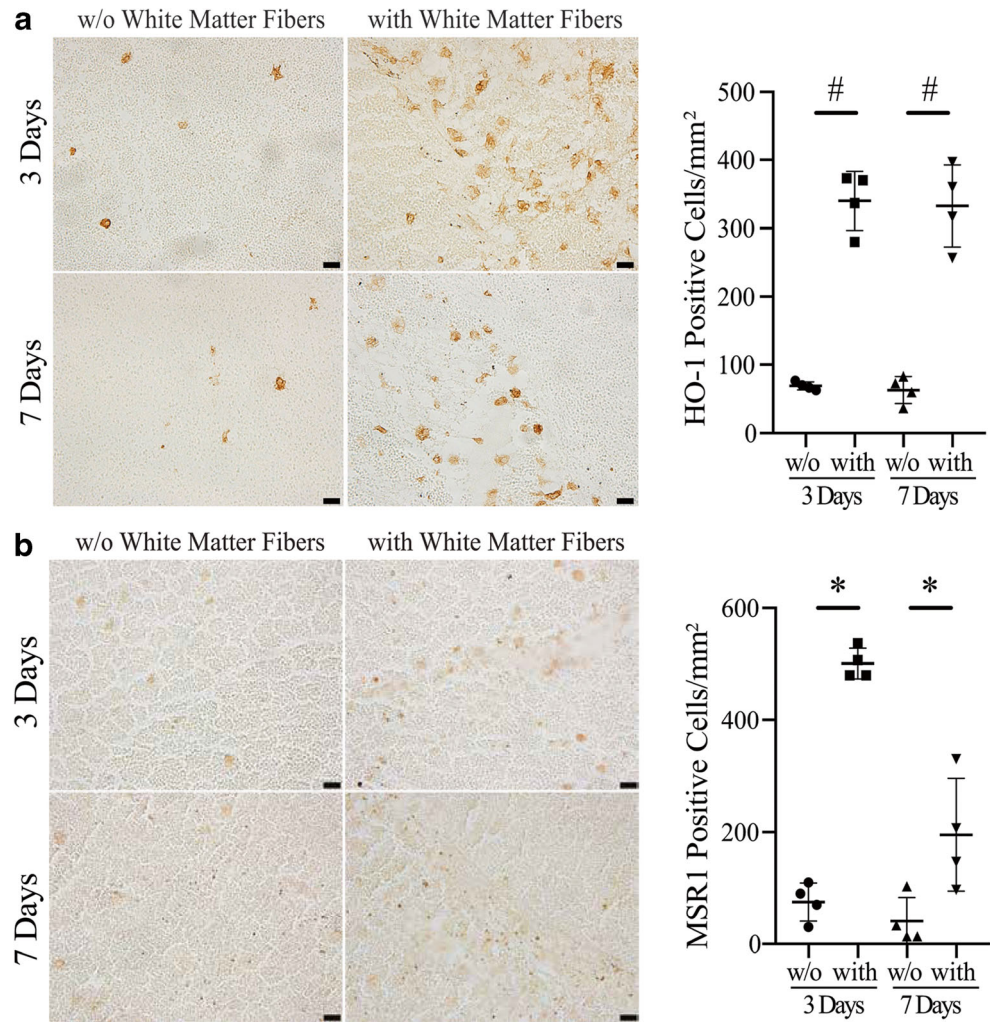 a
w/o White Matter Fibers
with White Matter Fibers
3 Days
7 Days
HO-1 Positive Cells/mm²
500
400
300
200
100
0
# #
w/o with w/o with
3 Days 7 Days
b
w/o White Matter Fibers
with White Matter Fibers
3 Days
7 Days
MSR1 Positive Cells/mm²
600
400
200
0
* *
w/o with w/o with
3 Days 7 Days